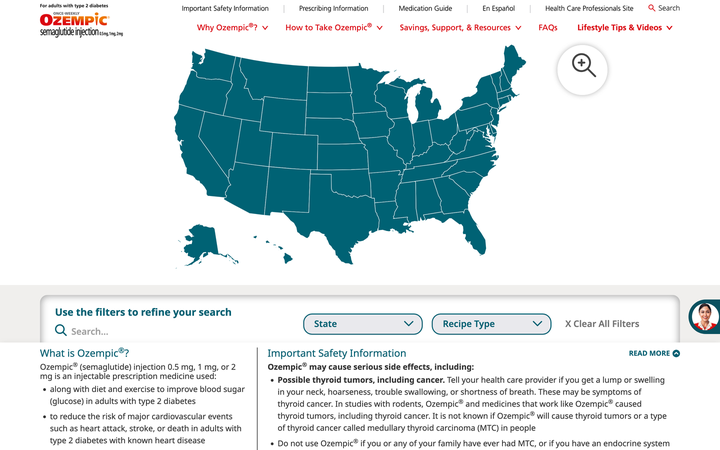 For adults with type 2 diabetes
Important Safety Information
Prescribing Information
Medication Guide
En Español
Health Care Professionals Site
Search
ONCE-WEEKLY
OZEMPIC®
semaglutide injection 0.5 mg, 1 mg, 2 mg
Why Ozempic®?
How to Take Ozempic®
Savings, Support, & Resources
FAQs
Lifestyle Tips & Videos
Use the filters to refine your search
Search...
State
Recipe Type
X Clear All Filters
What is Ozempic®?
Ozempic® (semaglutide) injection 0.5 mg, 1 mg, or 2
mg is an injectable prescription medicine used:
• along with diet and exercise to improve blood sugar
(glucose) in adults with type 2 diabetes
• to reduce the risk of major cardiovascular events
such as heart attack, stroke, or death in adults with
type 2 diabetes with known heart disease
Important Safety Information
READ MORE
Ozempic® may cause serious side effects, including:
• Possible thyroid tumors, including cancer. Tell your health care provider if you get a lump or swelling
in your neck, hoarseness, trouble swallowing, or shortness of breath. These may be symptoms of
thyroid cancer. In studies with rodents, Ozempic® and medicines that work like Ozempic® caused
thyroid tumors, including thyroid cancer. It is not known if Ozempic® will cause thyroid tumors or a type
of thyroid cancer called medullary thyroid carcinoma (MTC) in people
• Do not use Ozempic® if you or any of your family have ever had MTC, or if you have an endocrine system